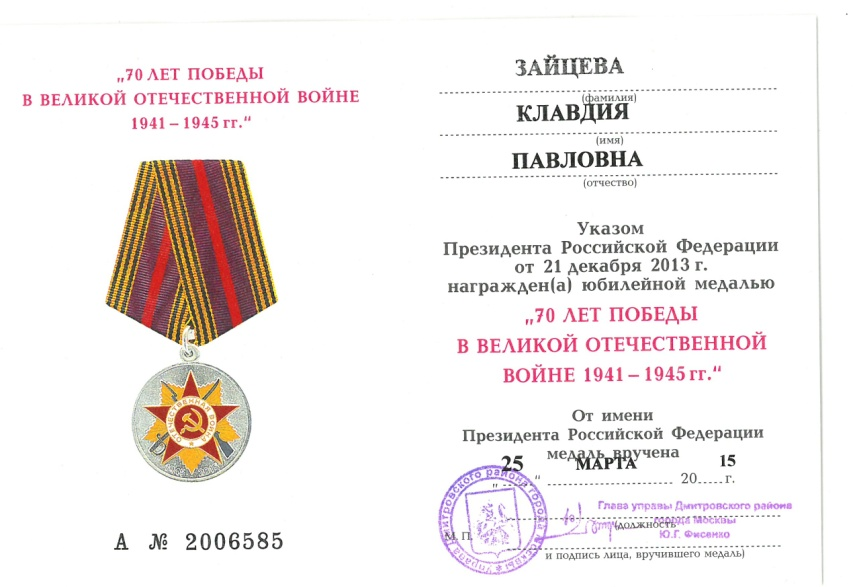 „70 ЛЕТ ПОБЕДЫ
В ВЕЛИКОЙ ОТЕЧЕСТВЕННОЙ ВОЙНЕ
1941 – 1945 гг.“
ОТЕЧЕСТВЕННАЯ ВОЙНА
А № 2006585
ЗАЙЦЕВА
(фамилия)
КЛАВДИЯ
(имя)
ПАВЛОВНА
(отчество)
Указом
Президента Российской Федерации
от 21 декабря 2013 г.
награжден(а) юбилейной медалью
„70 ЛЕТ ПОБЕДЫ
В ВЕЛИКОЙ ОТЕЧЕСТВЕННОЙ
ВОЙНЕ 1941 – 1945 гг.“
От имени
Президента Российской Федерации
медаль вручена
„ 25 “ МАРТА 2015 г.
Глава управы Дмитровского района
города Москвы
(должность
Ю.Г. Фисенко
М. П.
и подпись лица, вручившего медаль)
Управа Дмитровского района города Москвы